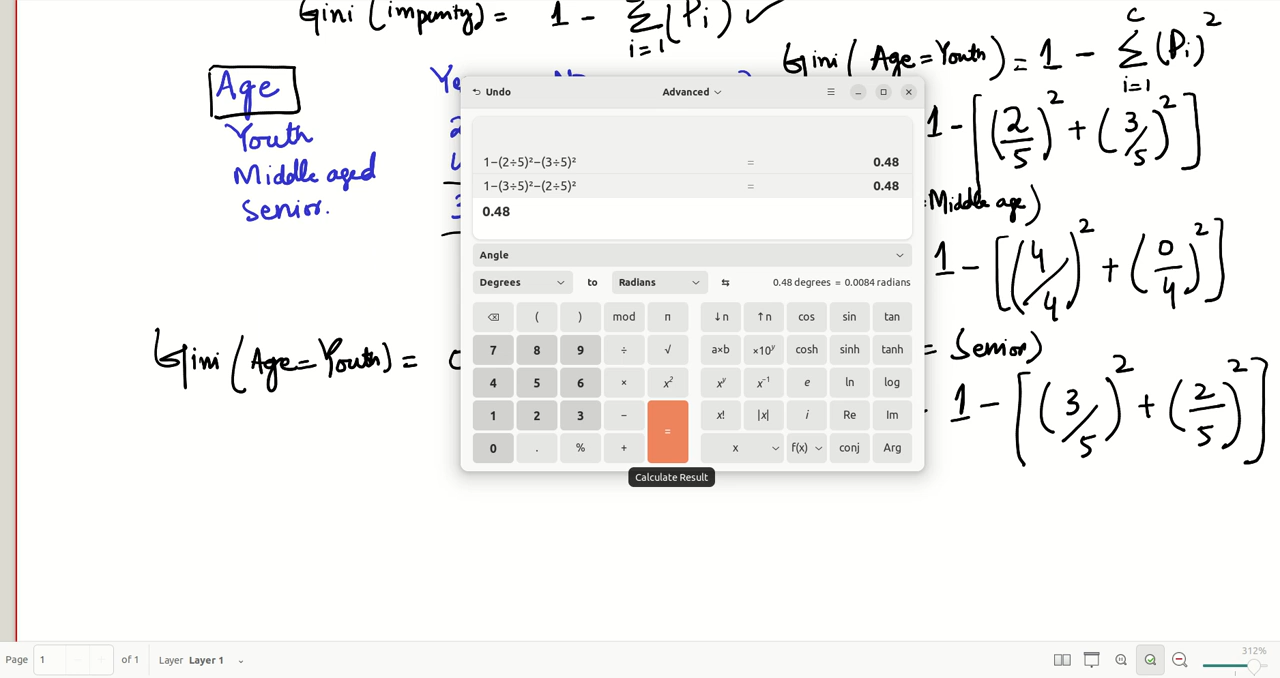 Gini (impurity) = 1 - Σ (Pi) ✓
i=1
Gini (Age=Youth) = 1 - Σ (Pi)²
c
i=1
Age
Youth
Middle aged
Senior.
Ye
1 - [(2/5)² + (3/5)²]
=Middle age)
1 - [(4/4)² + (0/4)²]
Gini (Age=Youth) =
= Senior)
1 - [(3/5)² + (2/5)²]
Undo
Advanced
1−(2÷5)²−(3÷5)² = 0.48
1−(3÷5)²−(2÷5)² = 0.48
0.48
Angle
Degrees to Radians ⇆ 0.48 degrees = 0.0084 radians
⌫ ( ) mod π ↓n ↑n cos sin tan
7 8 9 ÷ √ a×b ×10ʸ cosh sinh tanh
4 5 6 × x² xʸ x⁻¹ e ln log
1 2 3 − = x! |x| i Re Im
0 . % + x f(x) conj Arg
Calculate Result
Page 1 - + of 1 Layer Layer 1 312%